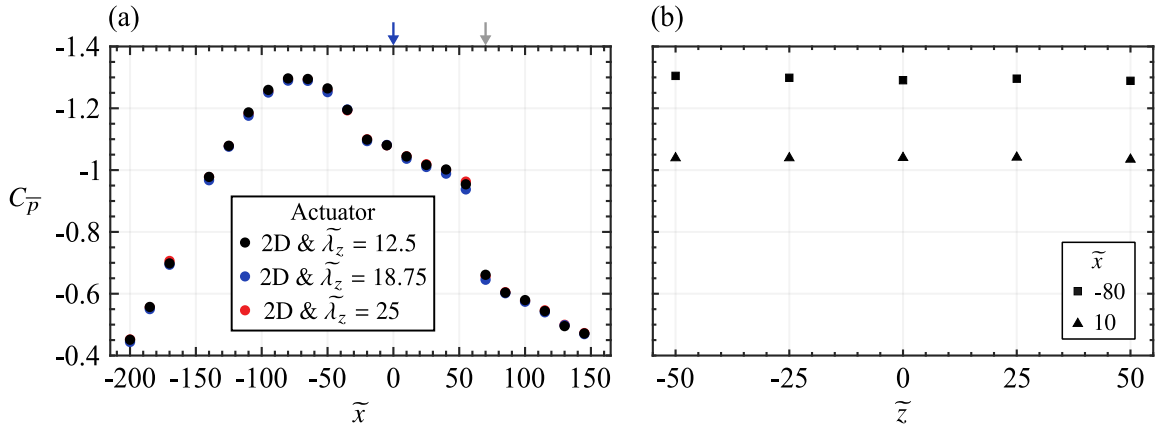 (a)
(b)
-1.4
-1.2
-1
-0.8
-0.6
-0.4
C_p̅
Actuator
2D & λ̃_z = 12.5
2D & λ̃_z = 18.75
2D & λ̃_z = 25
-200 -150 -100 -50 0 50 100 150
x̃
x̃
-80
10
-50 -25 0 25 50
z̃